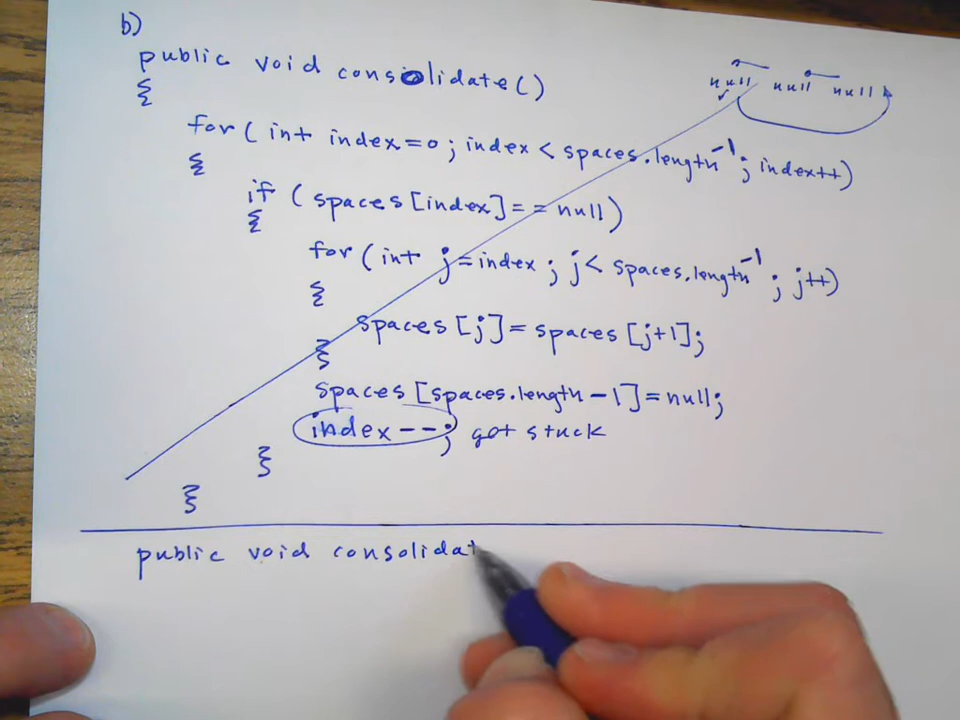 b)
public void consolidate()
{
null null null
for( int index=0 ; index < spaces.length-1 ; index++)
{
if ( spaces [index] == null)
{
for( int j=index ; j< spaces.length-1 ; j++)
{
spaces [j] = spaces [j+1];
}
spaces [spaces.length -1] = null;
index --; got stuck
}
}
public void consolidat